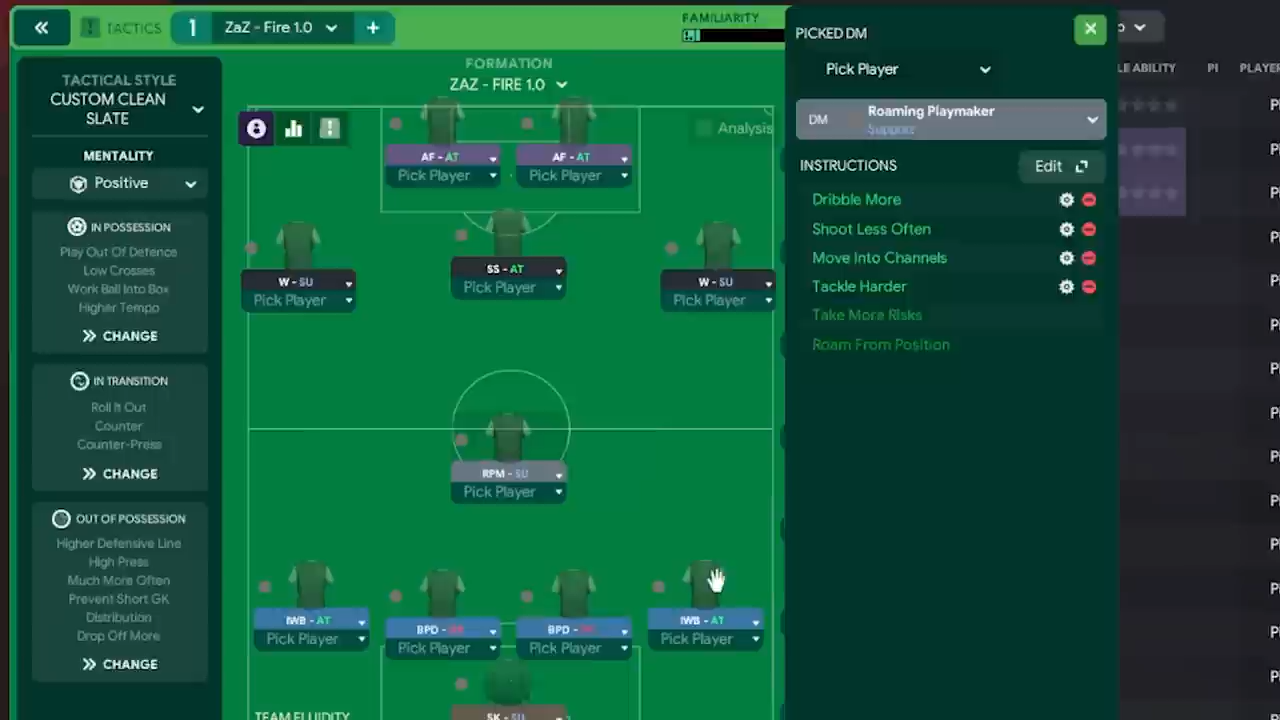 TACTICS
1
ZaZ - Fire 1.0
FAMILIARITY
TACTICAL STYLE
CUSTOM CLEAN
SLATE
MENTALITY
Positive
IN POSSESSION
Play Out Of Defence
Low Crosses
Work Ball Into Box
Higher Tempo
CHANGE
IN TRANSITION
Roll It Out
Counter
Counter-Press
CHANGE
OUT OF POSSESSION
Higher Defensive Line
High Press
Much More Often
Prevent Short GK
Distribution
Drop Off More
CHANGE
FORMATION
ZAZ - FIRE 1.0
Analysis
AF - AT
Pick Player
AF - AT
Pick Player
W - SU
Pick Player
SS - AT
Pick Player
W - SU
Pick Player
RPM - SU
Pick Player
IWB - AT
Pick Player
BPD -
Pick Player
BPD -
Pick Player
IWB - AT
Pick Player
SK - SU
TEAM FLUIDITY
PICKED DM
Pick Player
DM
Roaming Playmaker
Support
INSTRUCTIONS
Edit
Dribble More
Shoot Less Often
Move Into Channels
Tackle Harder
Take More Risks
Roam From Position
LE ABILITY
PI
PLAYER